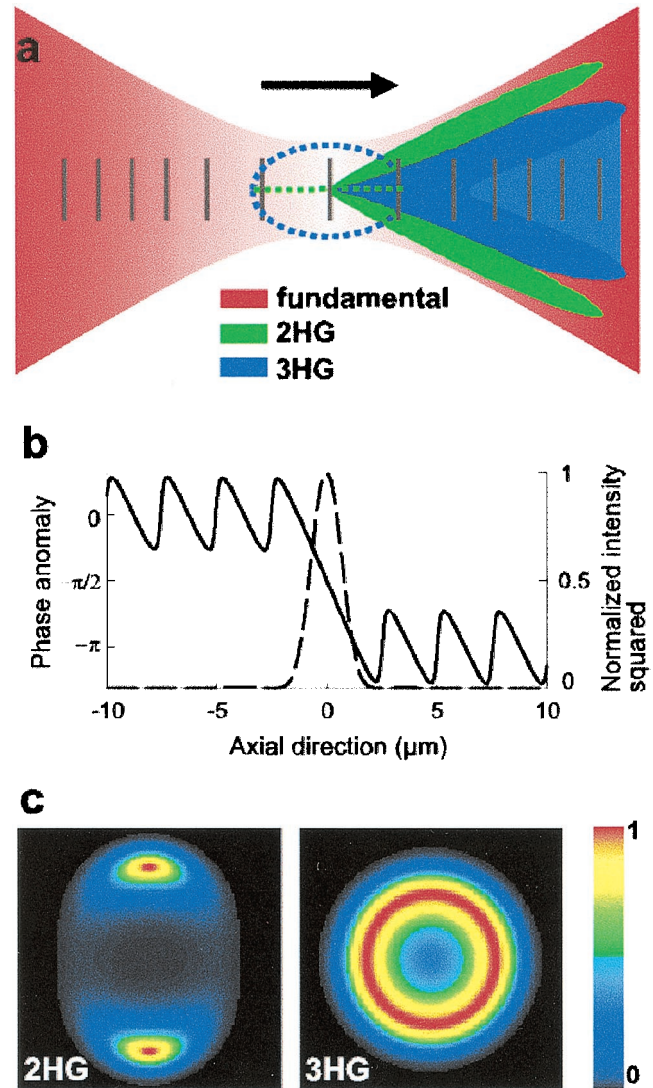 a
fundamental
2HG
3HG
b
Phase anomaly
0
-π/2
-π
1
0.5
0
Normalized intensity
squared
-10
-5
0
5
10
Axial direction (µm)
c
2HG
3HG
1
0